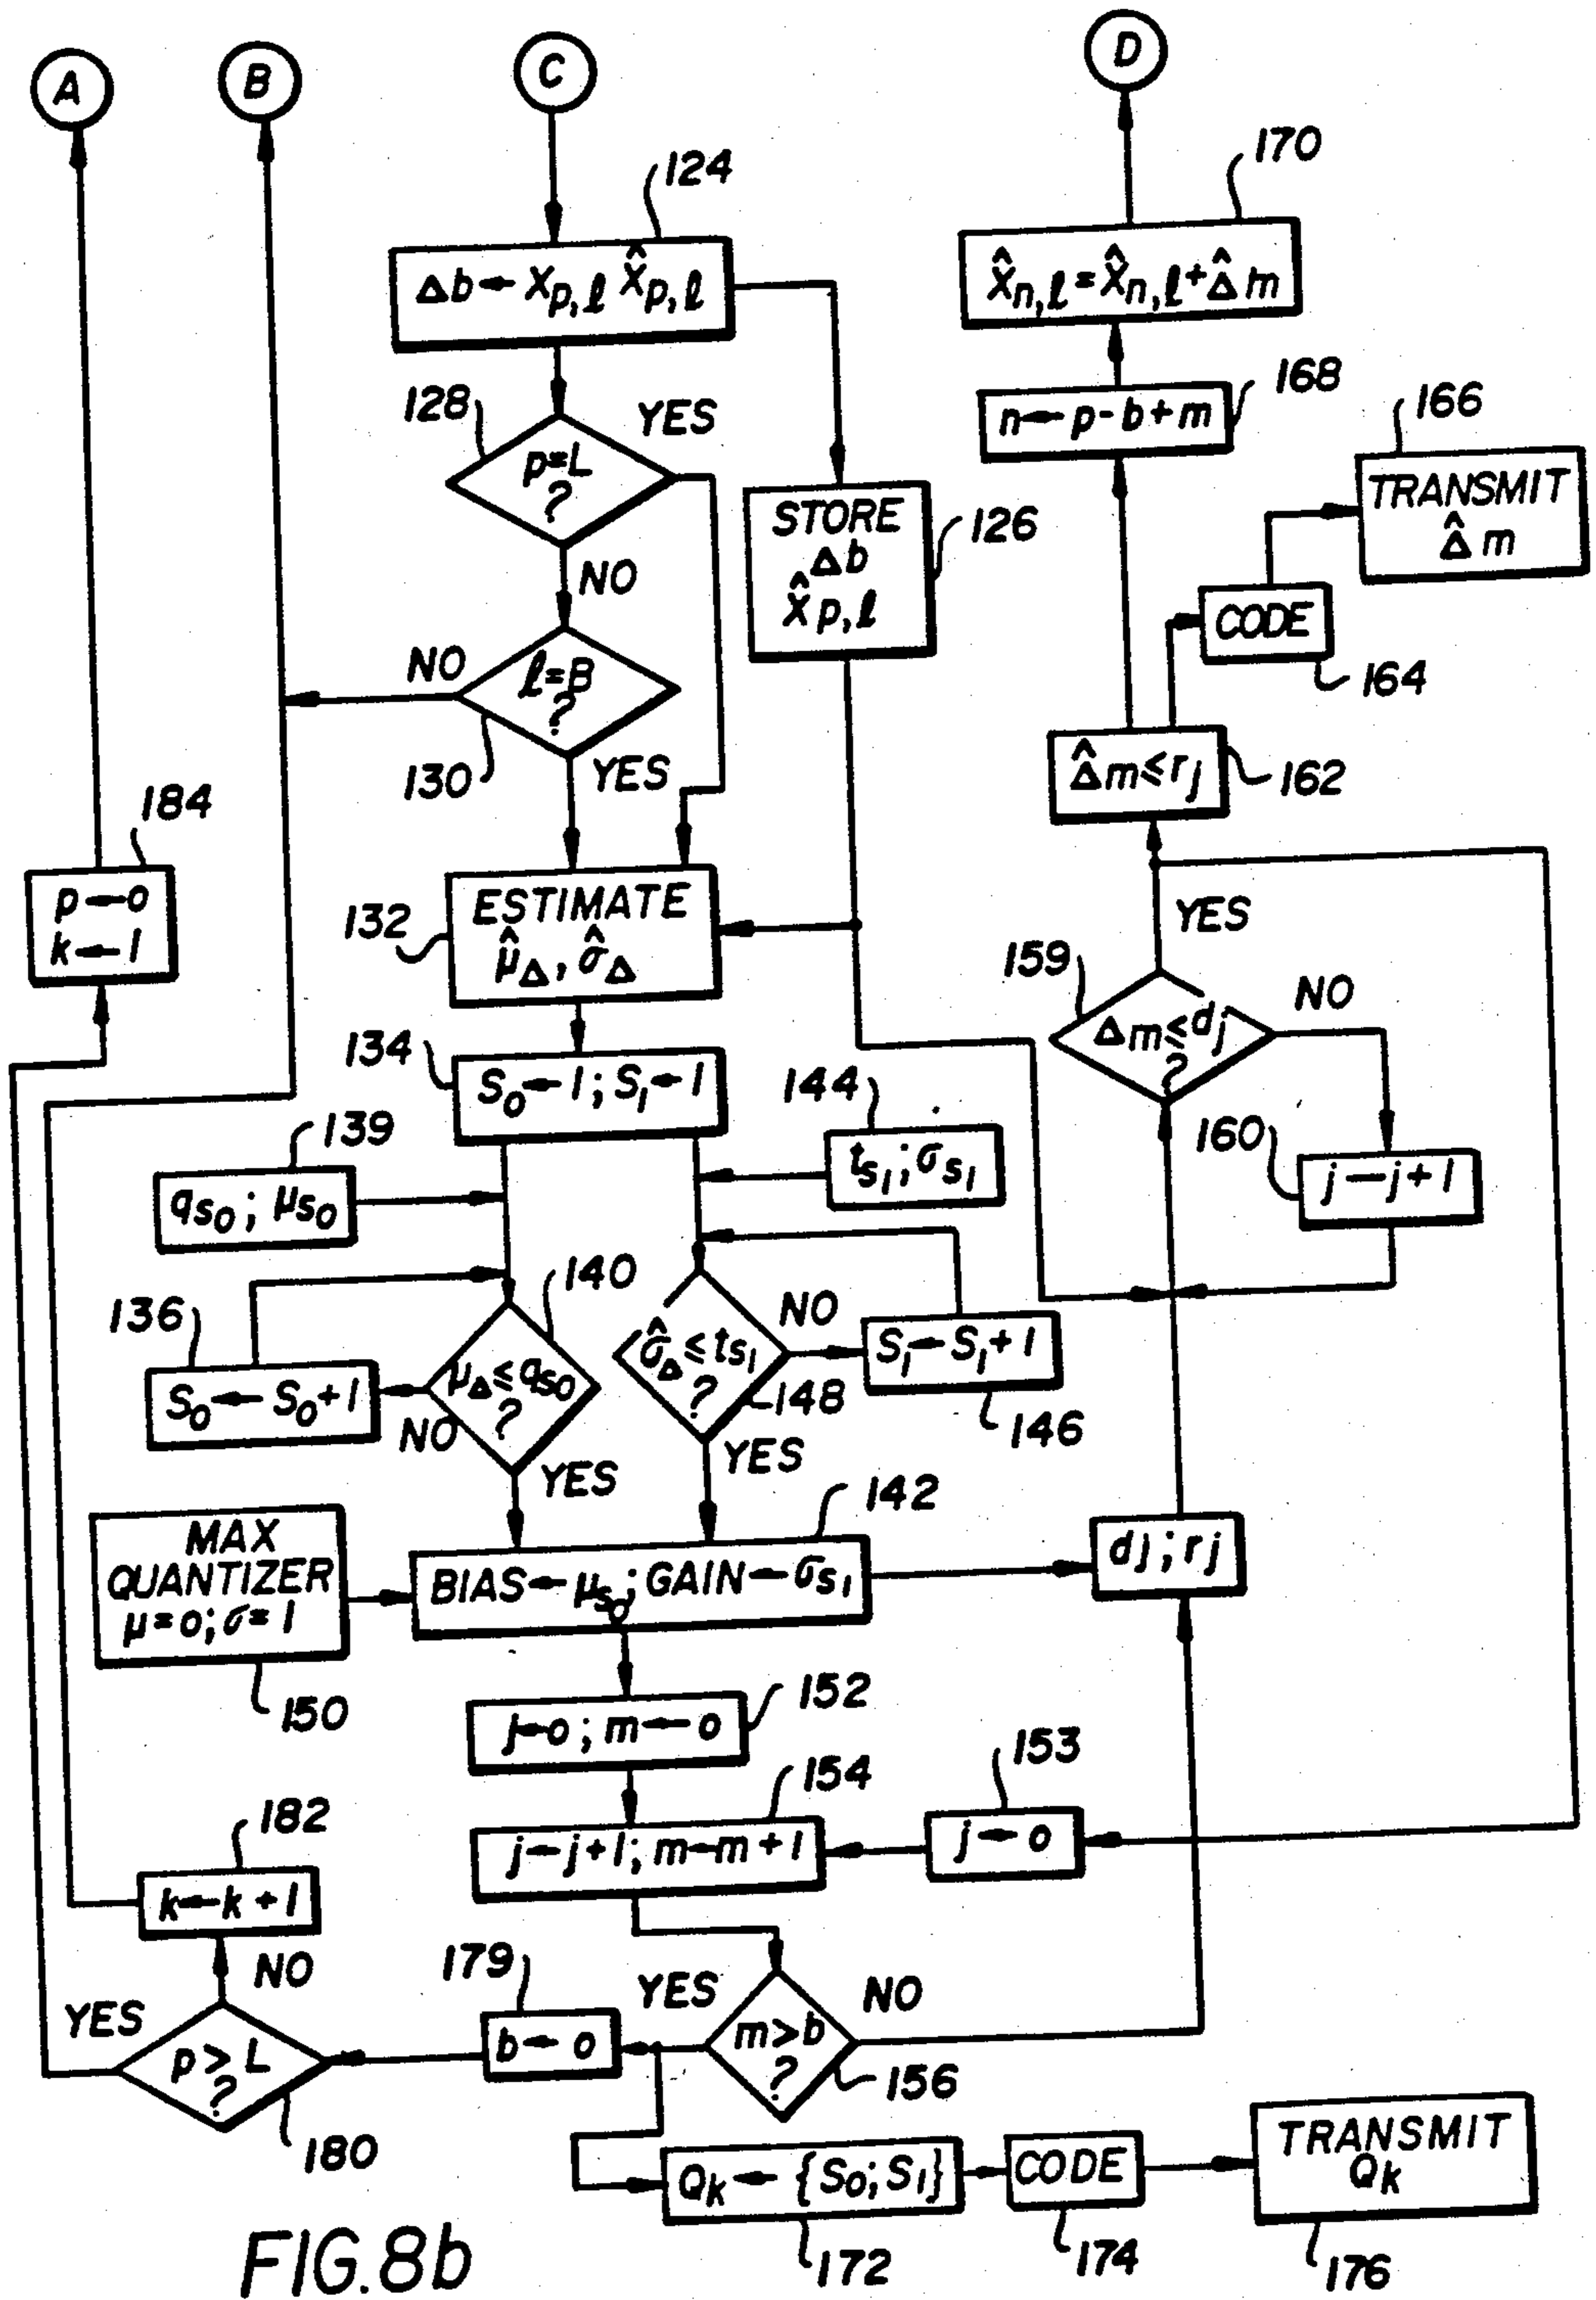 A
B
C
D
124
Δb ← X p,ℓ X̂ p,ℓ
170
X̂n,ℓ = X̂n,ℓ + Δ̂m
128
YES
p=L
?
NO
STORE
Δb
X̂ p,ℓ
126
168
n ← p - b + m
166
TRANSMIT
Δ̂ m
CODE
164
NO
ℓ=B
?
130
YES
Δ̂m ≤ rj
162
184
p ← o
k ← 1
132
ESTIMATE
μ̂Δ, σ̂Δ
YES
159
Δm ≤ dj
?
NO
134
S0 ← 1; S1 ← 1
144
tS1; σS1
139
qS0; μS0
160
j — j + 1
136
S0 ← S0 + 1
140
μΔ ≤ qS0
?
NO
YES
σ̂Δ ≤ tS1
?
148
NO
YES
S1 ← S1 + 1
146
MAX
QUANTIZER
μ = o; σ = 1
150
142
BIAS ← μS0; GAIN ← σS1
dj; rj
152
j ← o; m ← o
154
j — j + 1; m — m + 1
153
j ← o
182
k ← k + 1
NO
YES
p > L
?
180
179
b ← o
YES
m > b
?
NO
156
Qk ← {S0; S1}
172
CODE
174
TRANSMIT
Qk
176
FIG. 8b